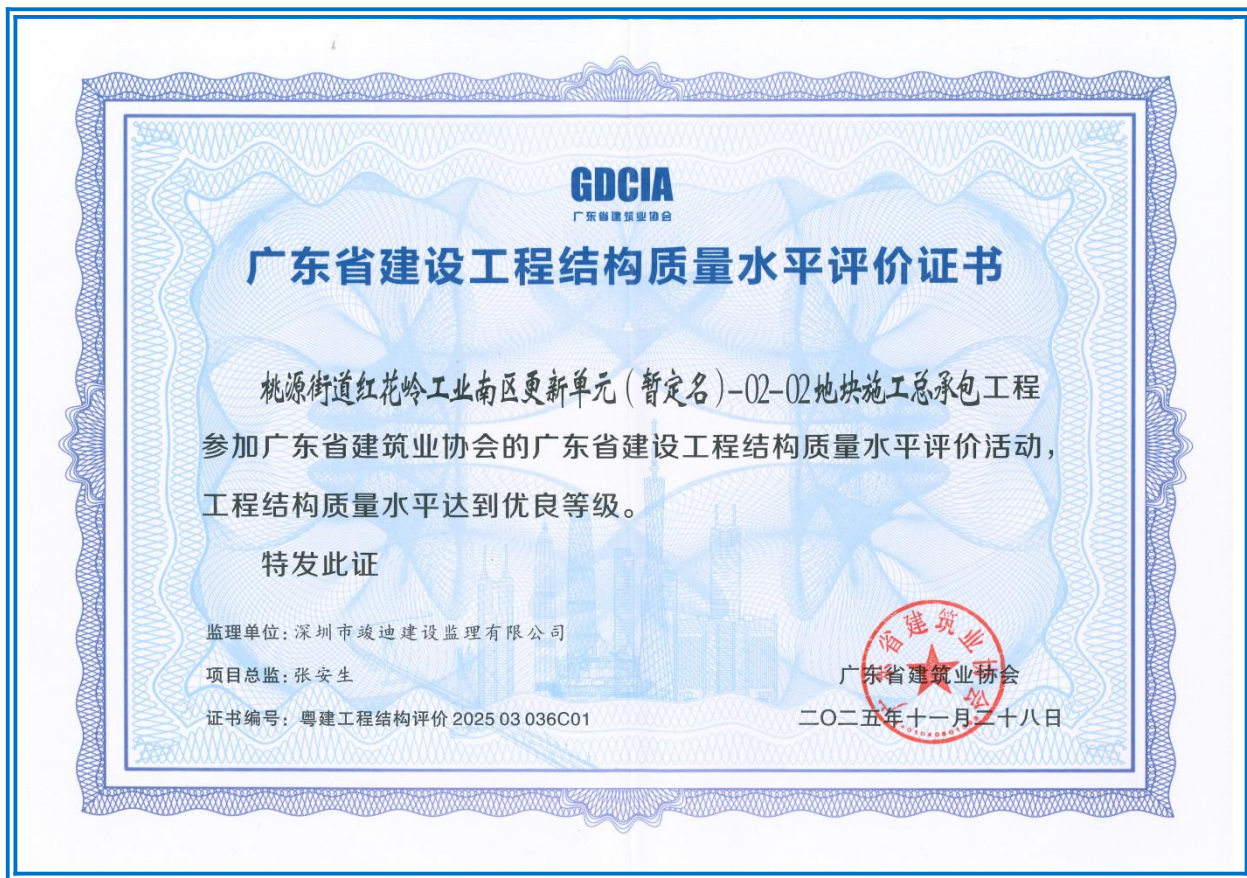 GDCIA
广东省建筑业协会
广东省建设工程结构质量水平评价证书
桃源街道红花岭工业南区更新单元(暂定名)-02-02地块施工总承包工程
参加广东省建筑业协会的广东省建设工程结构质量水平评价活动,
工程结构质量水平达到优良等级。
特发此证
监理单位:深圳市竣迪建设监理有限公司
项目总监:张安生
证书编号:粤建工程结构评价 2025 03 036C01
广东省建筑业协会
广东省建筑业协会
二〇二五年十一月二十八日